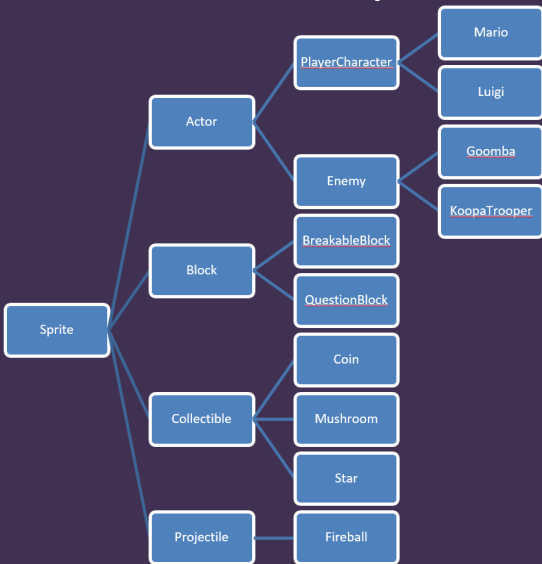 Mario
PlayerCharacter
Luigi
Actor
Goomba
Enemy
KoopaTrooper
BreakableBlock
Block
QuestionBlock
Sprite
Coin
Collectible
Mushroom
Star
Projectile
Fireball